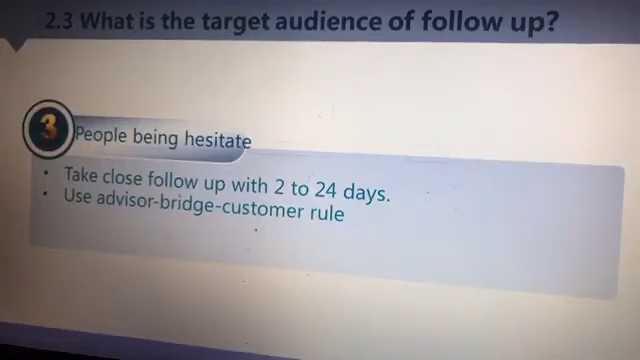 2.3 What is the target audience of follow up?
3
People being hesitate
• Take close follow up with 2 to 24 days.
• Use advisor-bridge-customer rule